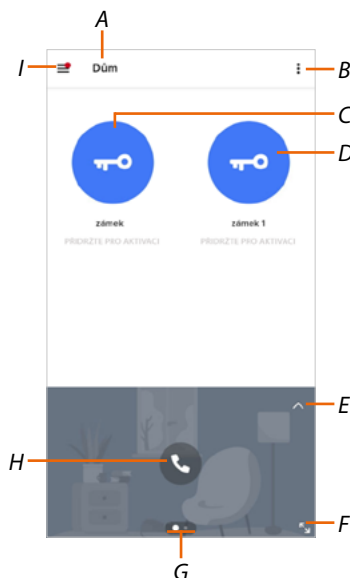 A
I
Dům
B
C
D
zámek
zámek 1
PŘIDRŽTE PRO AKTIVACI
PŘIDRŽTE PRO AKTIVACI
E
H
F
G